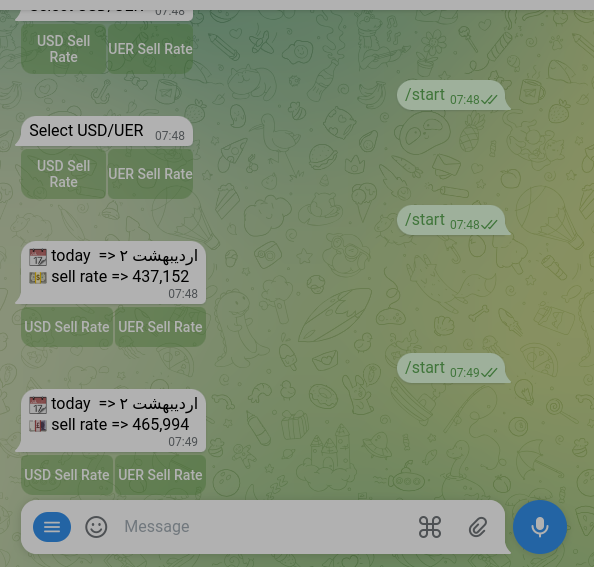 07:48
USD Sell Rate
UER Sell Rate
/start 07:48
Select USD/UER 07:48
USD Sell Rate
UER Sell Rate
/start 07:48
today => ۲ اردیبهشت
sell rate => 437,152
07:48
USD Sell Rate UER Sell Rate
/start 07:49
today => ۲ اردیبهشت
sell rate => 465,994
07:49
USD Sell Rate UER Sell Rate
Message